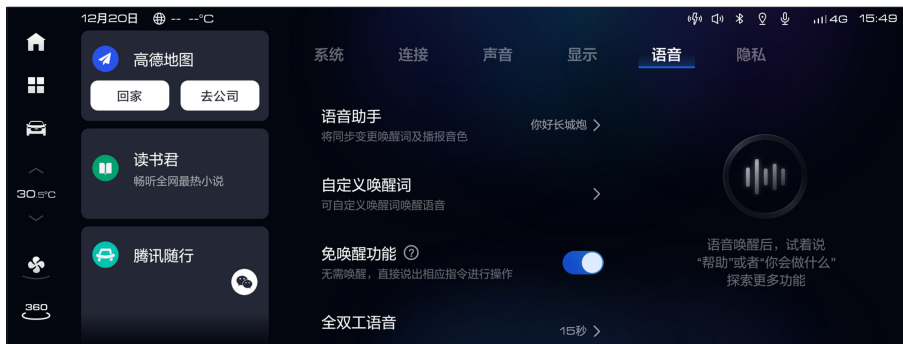 12月20日 -- --°C
4G 15:49
高德地图
回家 去公司
读书君
畅听全网最热小说
腾讯随行
30.5°C
360
系统 连接 声音 显示 语音 隐私
语音助手
将同步变更唤醒词及播报音色
你好长城炮
自定义唤醒词
可自定义唤醒词唤醒语音
免唤醒功能 ?
无需唤醒，直接说出相应指令进行操作
全双工语音
15秒
语音唤醒后，试着说
“帮助”或者“你会做什么”
探索更多功能